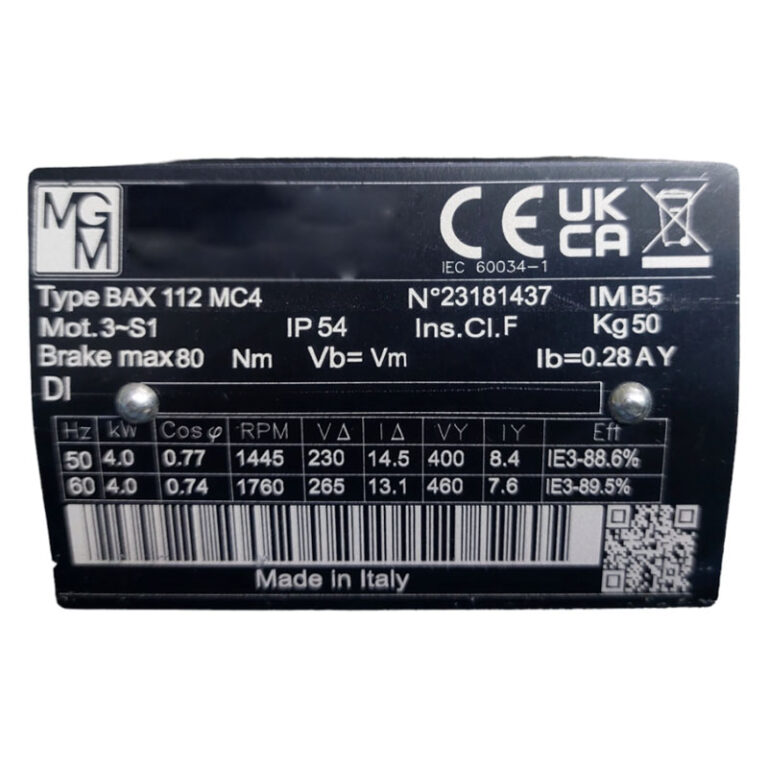 MGM
CE UK CA
IEC 60034-1
Type BAX 112 MC4 N°23181437 IM B5
Mot.3~S1 IP 54 Ins.Cl.F Kg 50
Brake max 80 Nm Vb= Vm Ib=0.28 A Y
DI
Hz kW Cosφ RPM V Δ I Δ VY IY Eff
50 4.0 0.77 1445 230 14.5 400 8.4 IE3-88.6%
60 4.0 0.74 1760 265 13.1 460 7.6 IE3-89.5%
Made in Italy